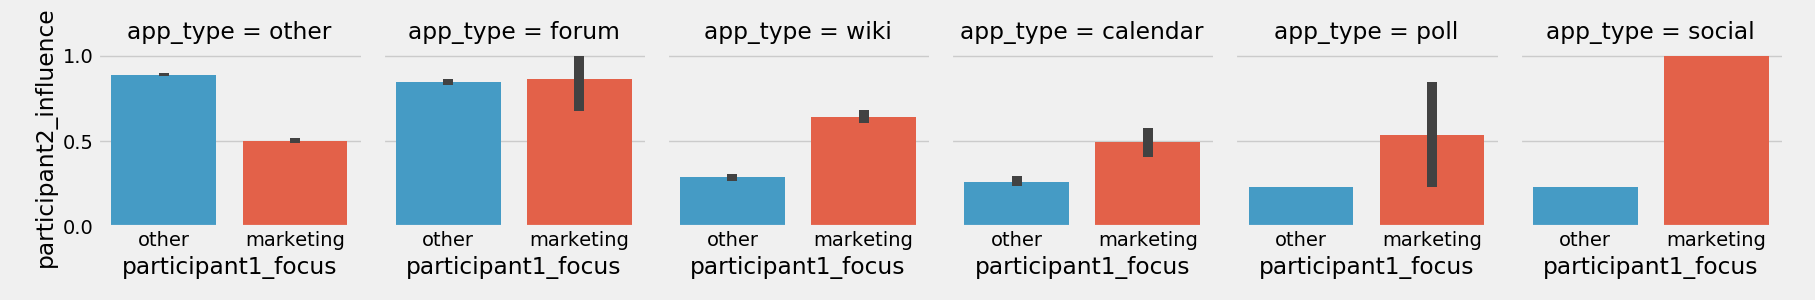 app_type = other
app_type = forum
app_type = wiki
app_type = calendar
app_type = poll
app_type = social
participant2_influence
1.0
0.5
0.0
other marketing
other marketing
other marketing
other marketing
other marketing
other marketing
participant1_focus
participant1_focus
participant1_focus
participant1_focus
participant1_focus
participant1_focus